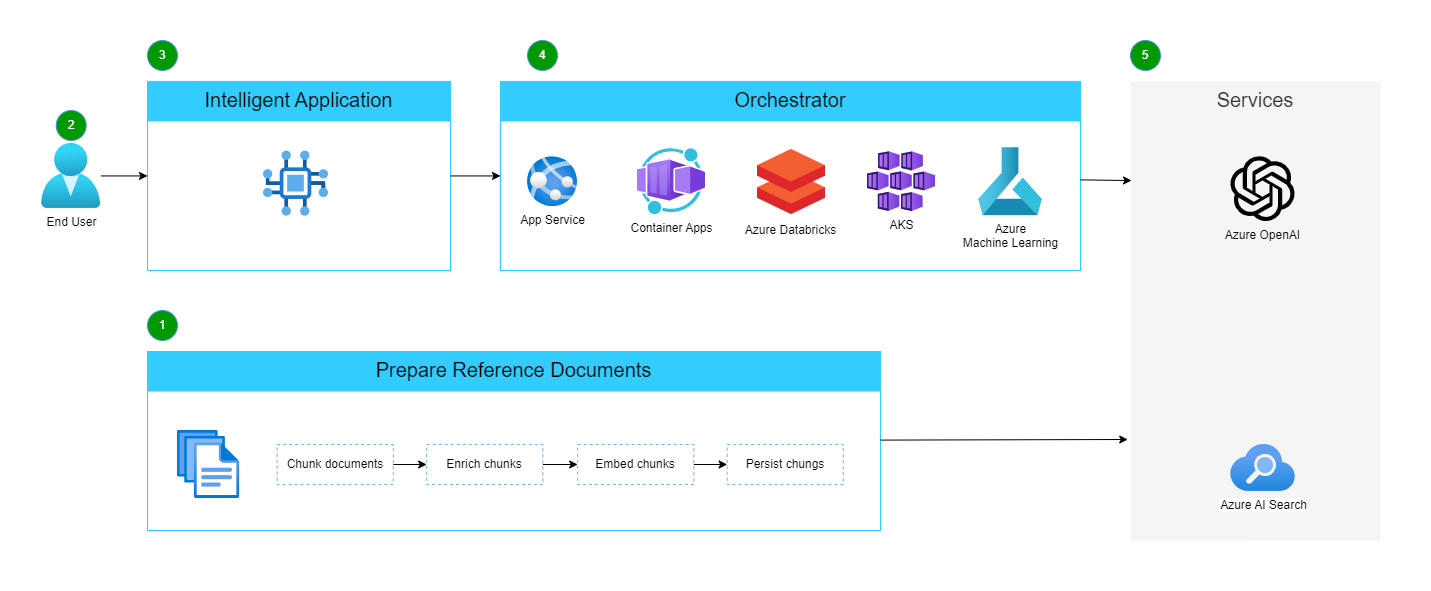 3
4
5
Intelligent Application
Orchestrator
Services
2
End User
App Service
Container Apps
Azure Databricks
AKS
Azure
Machine Learning
Azure OpenAI
1
Prepare Reference Documents
Chunk documents
Enrich chunks
Embed chunks
Persist chungs
Azure AI Search